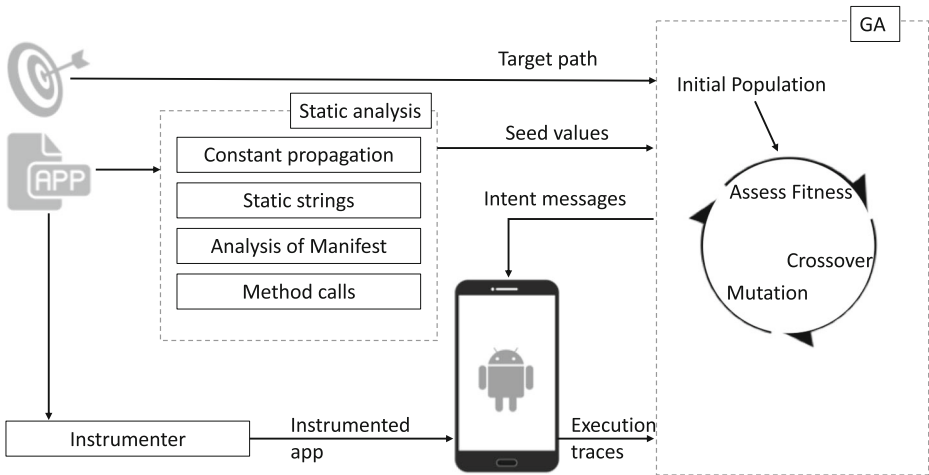 GA
Target path
Initial Population
Static analysis
Seed values
Constant propagation
APP
Static strings
Assess Fitness
Intent messages
Analysis of Manifest
Crossover
Method calls
Mutation
Instrumenter
Instrumented
app
Execution
traces